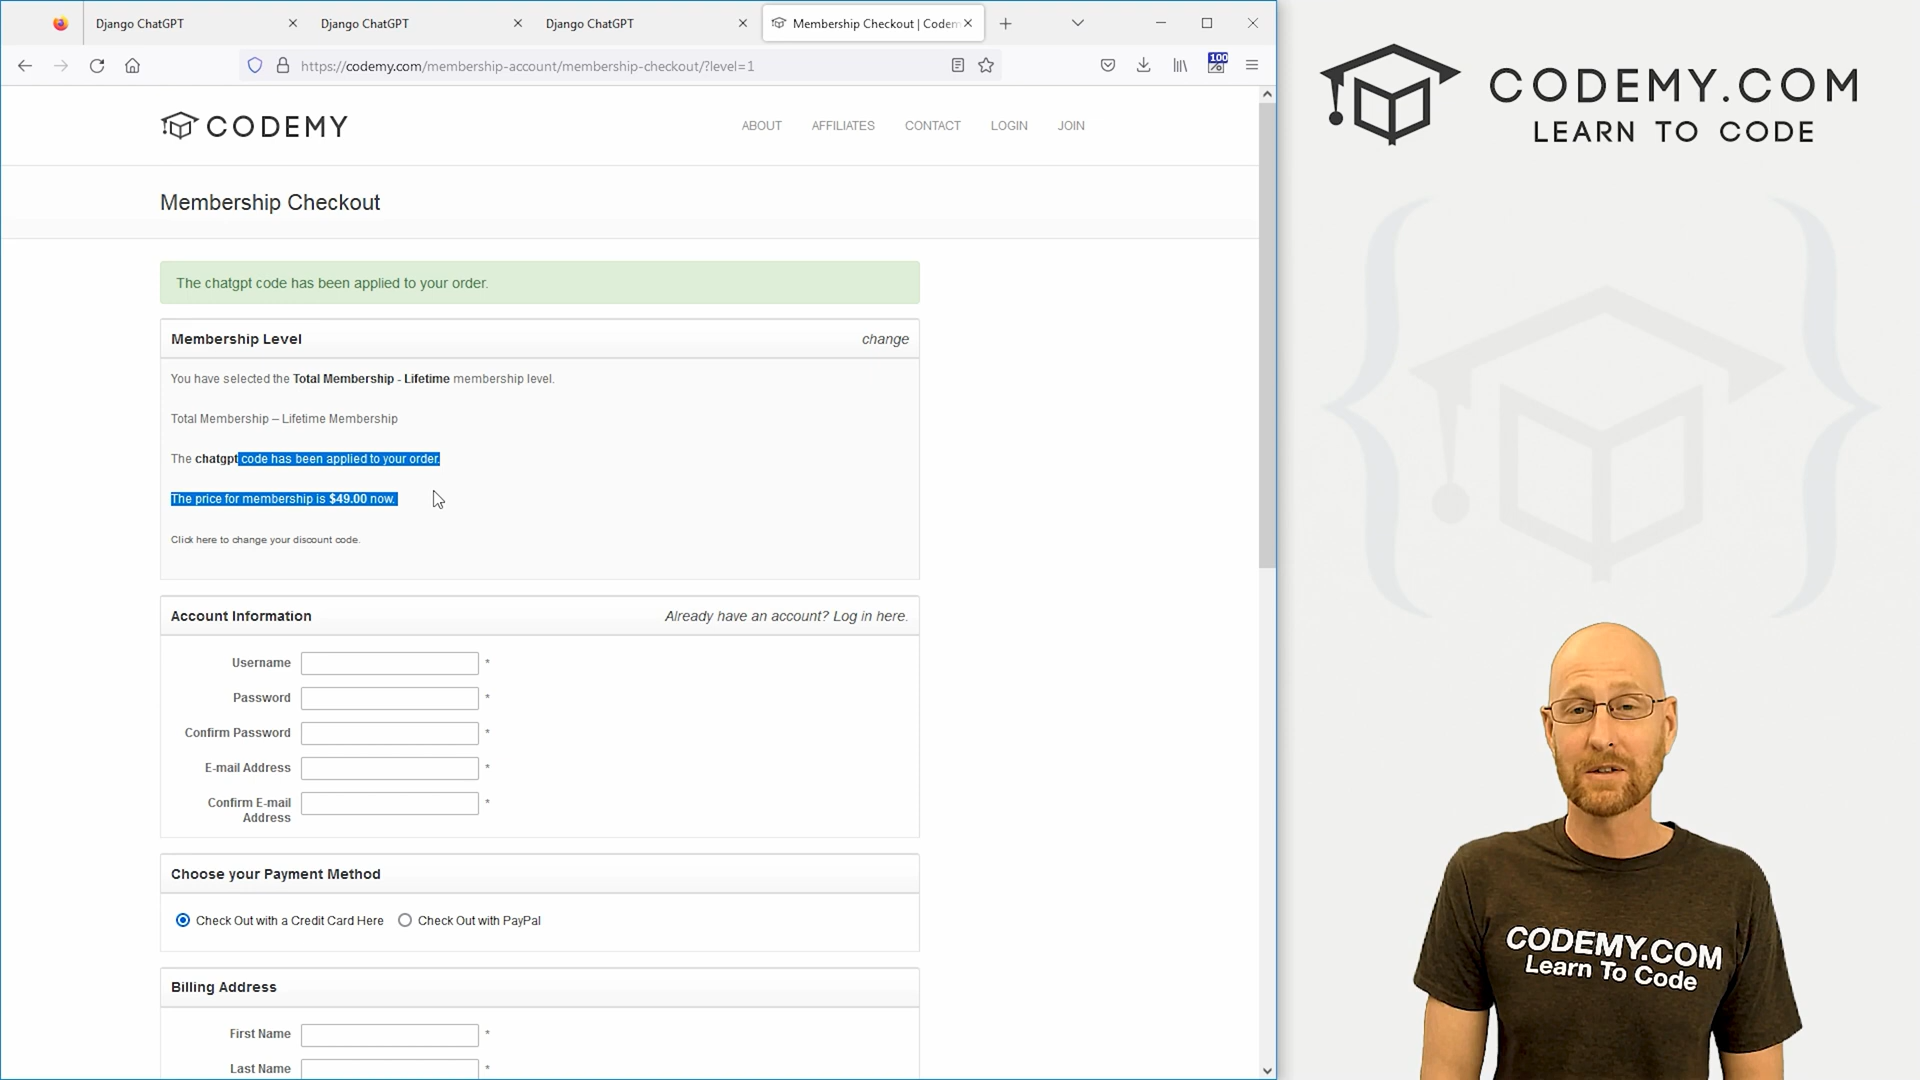 Django ChatGPT
Django ChatGPT
Django ChatGPT
Membership Checkout | Codem
https://codemy.com/membership-account/membership-checkout/?level=1
100
CODEMY
ABOUT
AFFILIATES
CONTACT
LOGIN
JOIN
Membership Checkout
The chatgpt code has been applied to your order.
Membership Level
change
You have selected the Total Membership - Lifetime membership level.
Total Membership – Lifetime Membership
The chatgpt code has been applied to your order.
The price for membership is $49.00 now.
Click here to change your discount code.
Account Information
Already have an account? Log in here.
Username *
Password *
Confirm Password *
E-mail Address *
Confirm E-mail *
Address
Choose your Payment Method
Check Out with a Credit Card Here
Check Out with PayPal
Billing Address
First Name *
Last Name *
CODEMY.COM
LEARN TO CODE
CODEMY.COM
Learn To Code